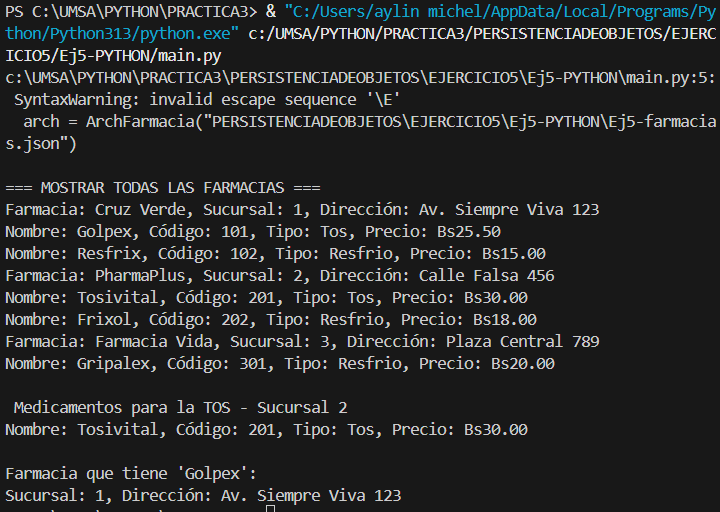 PS C:\UMSA\PYTHON\PRACTICA3> & "C:/Users/aylin michel/AppData/Local/Programs/Py
thon/Python313/python.exe" c:/UMSA/PYTHON/PRACTICA3/PERSISTENCIADEOBJETOS/EJERC
ICIO5/Ej5-PYTHON/main.py
c:\UMSA\PYTHON\PRACTICA3\PERSISTENCIADEOBJETOS\EJERCICIO5\Ej5-PYTHON\main.py:5:
 SyntaxWarning: invalid escape sequence '\E'
  arch = ArchFarmacia("PERSISTENCIADEOBJETOS\EJERCICIO5\Ej5-PYTHON\Ej5-farmacia
s.json")

=== MOSTRAR TODAS LAS FARMACIAS ===
Farmacia: Cruz Verde, Sucursal: 1, Dirección: Av. Siempre Viva 123
Nombre: Golpex, Código: 101, Tipo: Tos, Precio: Bs25.50
Nombre: Resfrix, Código: 102, Tipo: Resfrio, Precio: Bs15.00
Farmacia: PharmaPlus, Sucursal: 2, Dirección: Calle Falsa 456
Nombre: Tosivital, Código: 201, Tipo: Tos, Precio: Bs30.00
Nombre: Frixol, Código: 202, Tipo: Resfrio, Precio: Bs18.00
Farmacia: Farmacia Vida, Sucursal: 3, Dirección: Plaza Central 789
Nombre: Gripalex, Código: 301, Tipo: Resfrio, Precio: Bs20.00

 Medicamentos para la TOS - Sucursal 2
Nombre: Tosivital, Código: 201, Tipo: Tos, Precio: Bs30.00

Farmacia que tiene 'Golpex':
Sucursal: 1, Dirección: Av. Siempre Viva 123